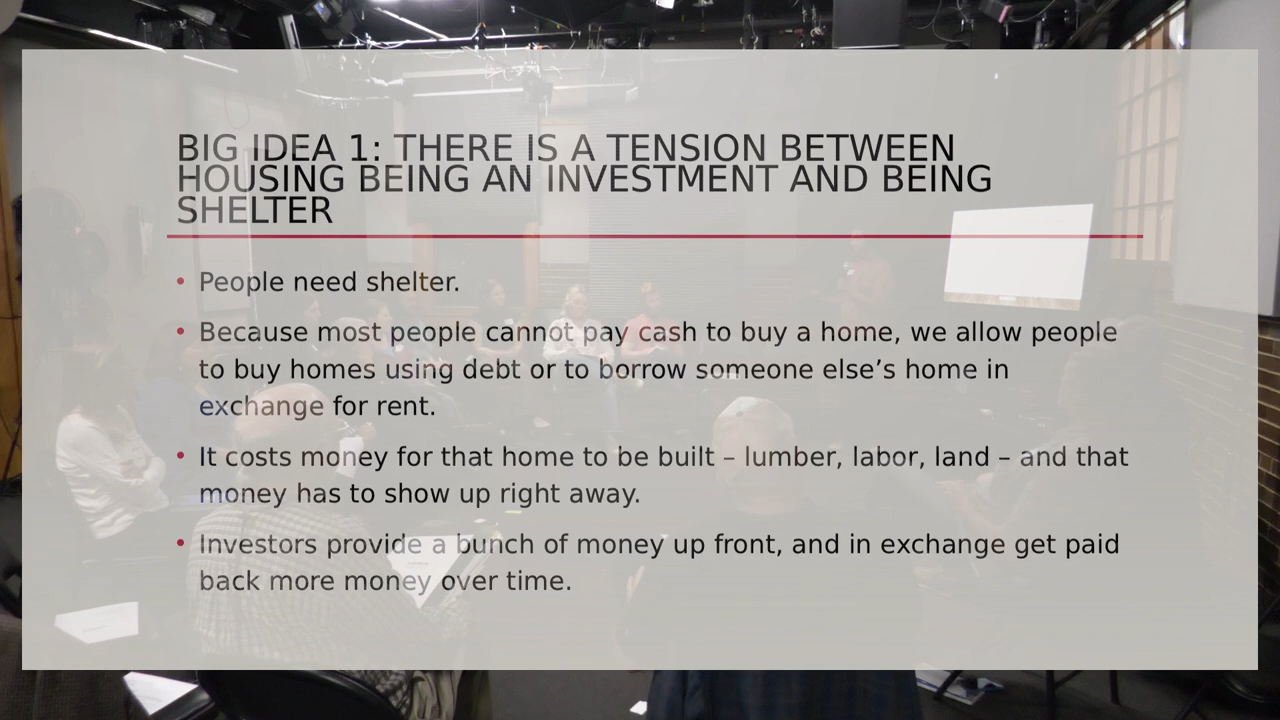 BIG IDEA 1: THERE IS A TENSION BETWEEN
HOUSING BEING AN INVESTMENT AND BEING
SHELTER
• People need shelter.
• Because most people cannot pay cash to buy a home, we allow people
to buy homes using debt or to borrow someone else’s home in
exchange for rent.
• It costs money for that home to be built – lumber, labor, land – and that
money has to show up right away.
• Investors provide a bunch of money up front, and in exchange get paid
back more money over time.